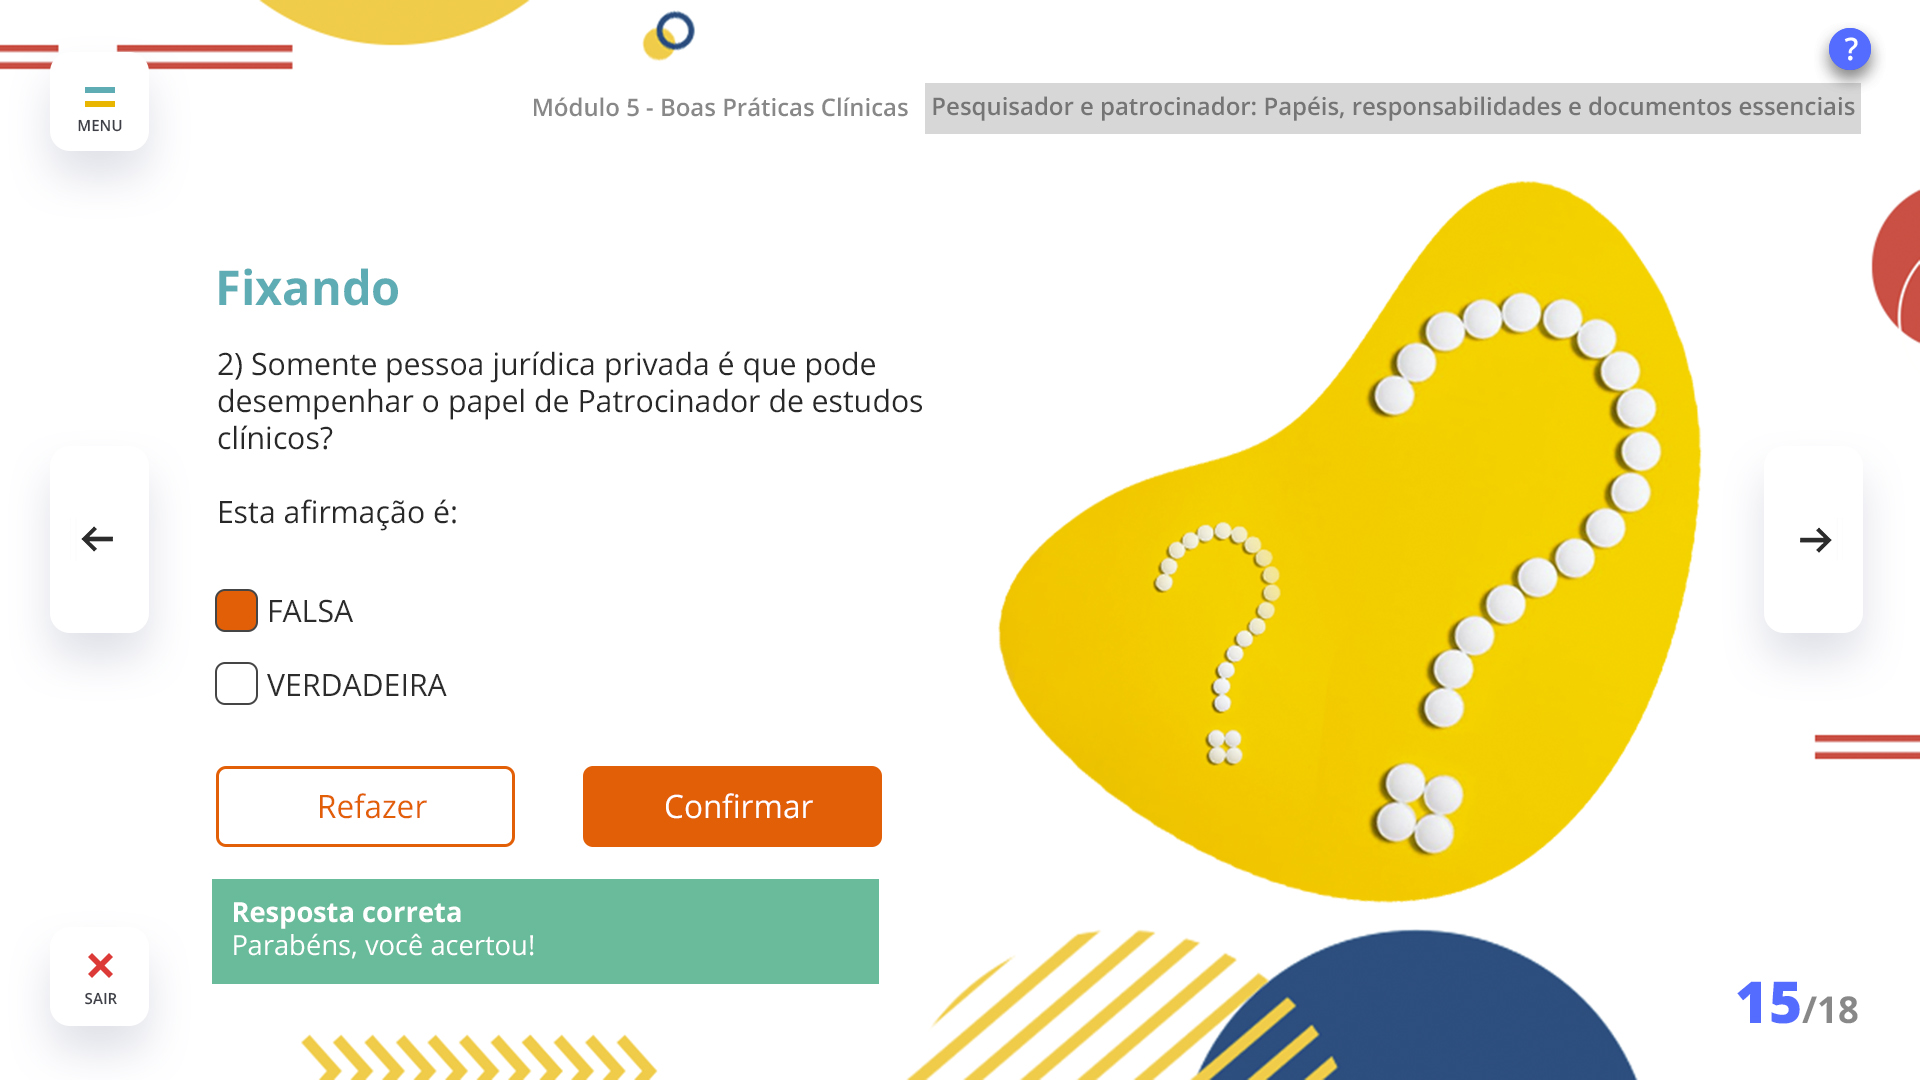 ?
MENU
Módulo 5 - Boas Práticas Clínicas
Pesquisador e patrocinador: Papéis, responsabilidades e documentos essenciais
Fixando
2) Somente pessoa jurídica privada é que pode
desempenhar o papel de Patrocinador de estudos
clínicos?
Esta afirmação é:
FALSA
VERDADEIRA
Refazer
Confirmar
Resposta correta
Parabéns, você acertou!
SAIR
15/18